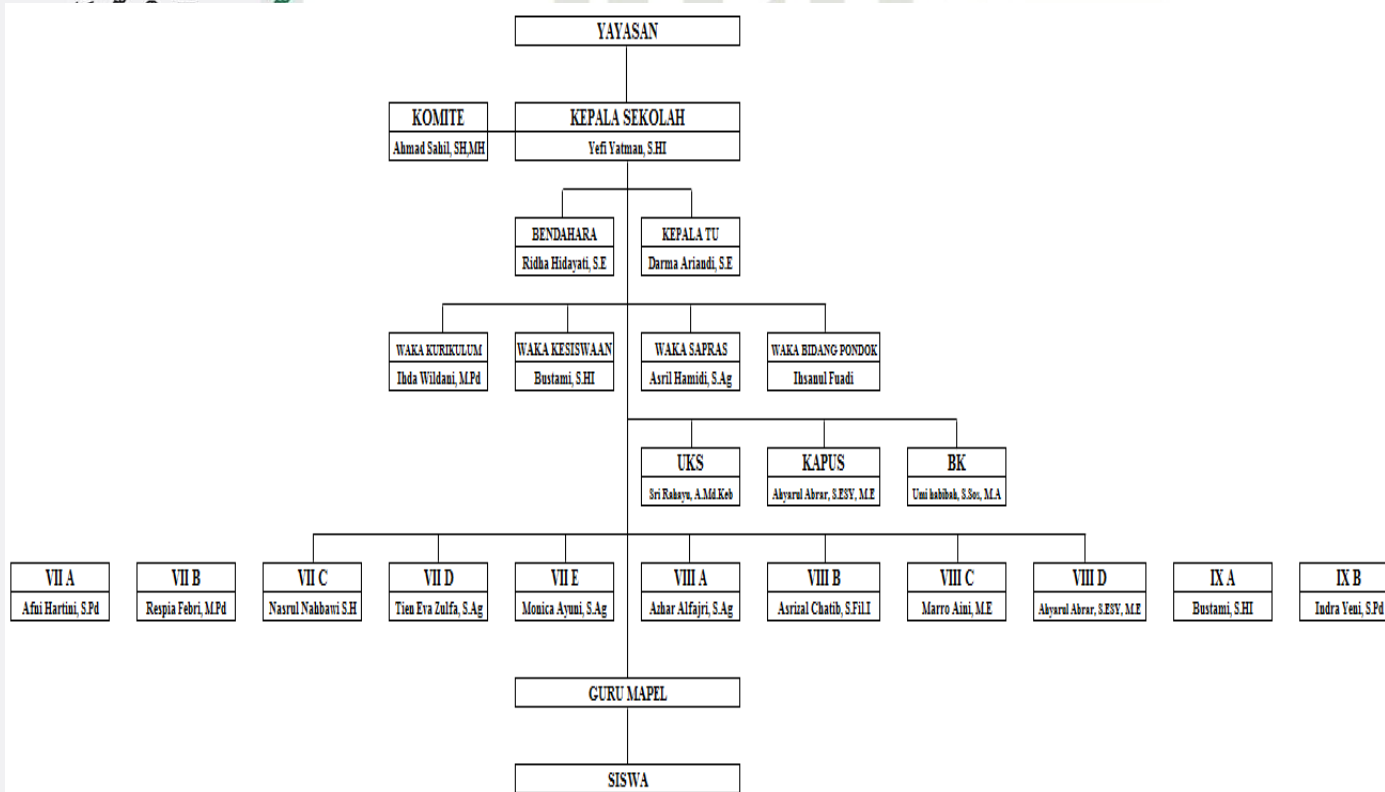 YAYASAN
KOMITE
Ahmad Sahil, SH,MH
KEPALA SEKOLAH
Yefi Yatman, S.HI
BENDAHARA
Ridha Hidayati, S.E
KEPALA TU
Darma Ariandi, S.E
WAKA KURIKULUM
Ihda Wildani, M.Pd
WAKA KESISWAAN
Bustami, S.HI
WAKA SAPRAS
Asril Hamidi, S.Ag
WAKA BIDANG PONDOK
Ihsanul Fuadi
UKS
Sri Rahayu, A.Md.Keb
KAPUS
Ahyarul Abrar, S.ESY, M.E
BK
Umi habibah, S.Sos, M.A
VII A
Afni Hartini, S.Pd
VII B
Respia Febri, M.Pd
VII C
Nasrul Nahbawi S.H
VII D
Tien Eva Zulfa, S.Ag
VII E
Monica Ayuni, S.Ag
VIII A
Azhar Alfajri, S.Ag
VIII B
Asrizal Chatib, S.Fil.I
VIII C
Marro Aini, M.E
VIII D
Ahyarul Abrar, S.ESY, M.E
IX A
Bustami, S.HI
IX B
Indra Yeni, S.Pd
GURU MAPEL
SISWA